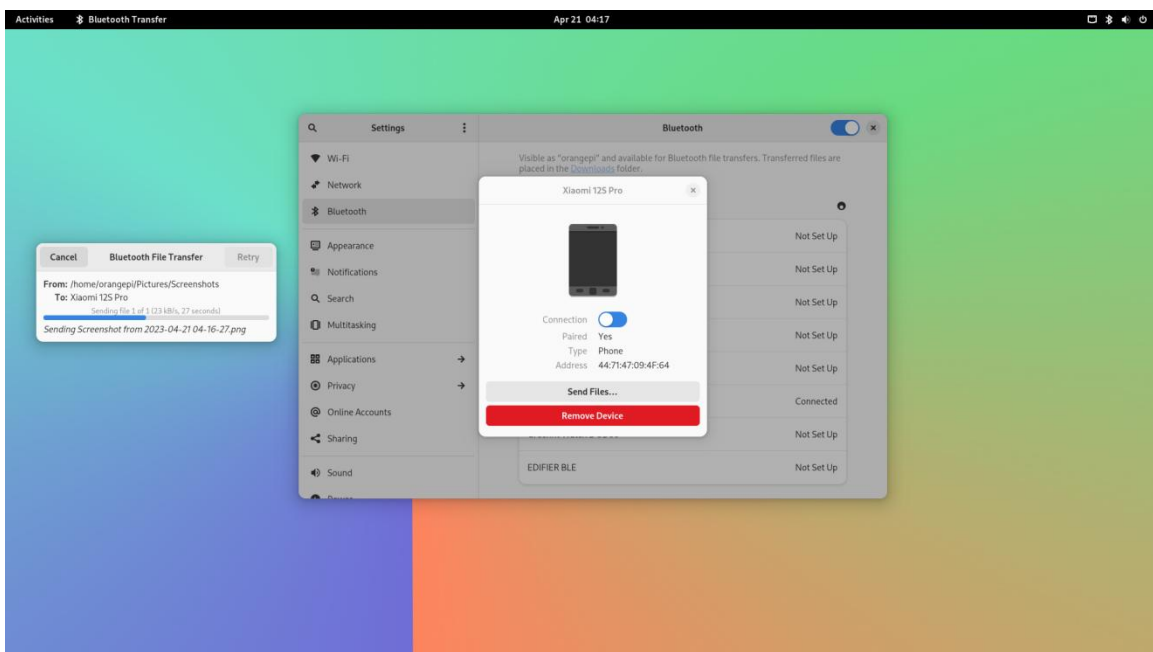 Activities
Bluetooth Transfer
Apr 21 04:17
Settings
Bluetooth
Wi-Fi
Network
Bluetooth
Appearance
Notifications
Search
Multitasking
Applications
Privacy
Online Accounts
Sharing
Sound
Visible as "orangepi" and available for Bluetooth file transfers. Transferred files are
placed in the Downloads folder.
Not Set Up
Not Set Up
Not Set Up
Not Set Up
Not Set Up
Connected
Not Set Up
EDIFIER BLE
Not Set Up
Xiaomi 12S Pro
Connection
Paired Yes
Type Phone
Address 44:71:47:09:4F:64
Send Files...
Remove Device
Cancel
Bluetooth File Transfer
Retry
From: /home/orangepi/Pictures/Screenshots
To: Xiaomi 12S Pro
Sending file 1 of 1 (23 kB/s, 27 seconds)
Sending Screenshot from 2023-04-21 04-16-27.png